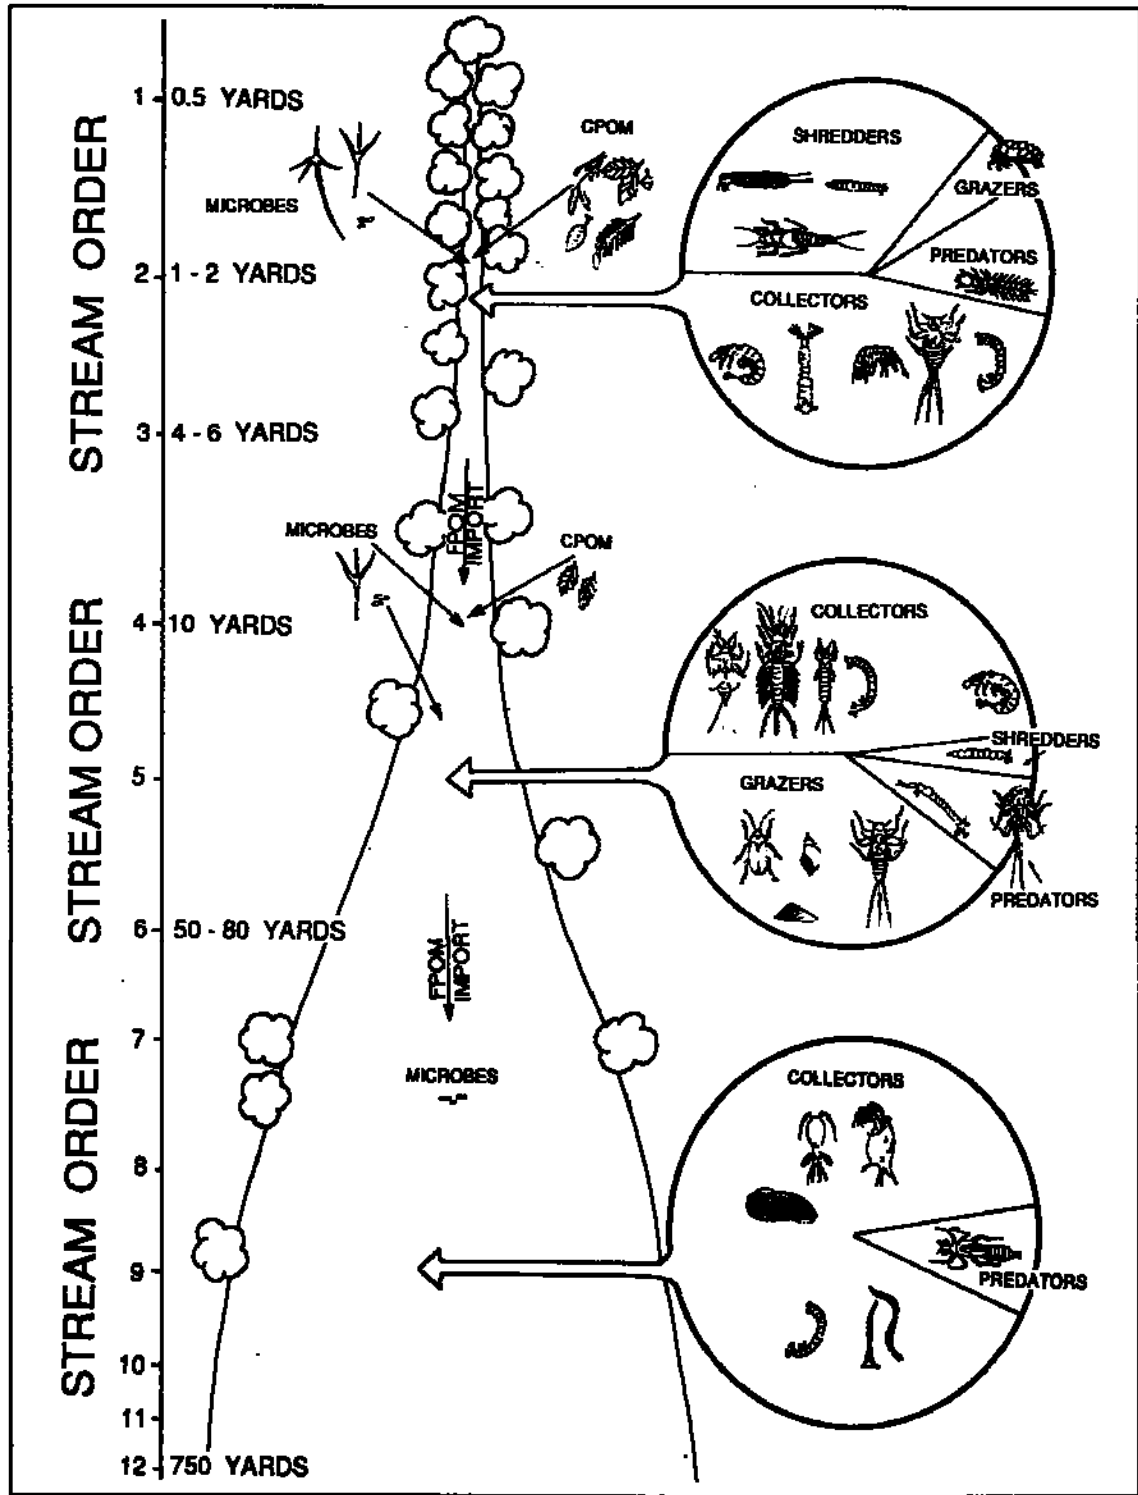 STREAM ORDER
1 0.5 YARDS
2 1 - 2 YARDS
3 4 - 6 YARDS
MICROBES
CPOM
SHREDDERS
GRAZERS
PREDATORS
COLLECTORS
FPOM
IMPORT
STREAM ORDER
MICROBES
CPOM
4 10 YARDS
5
6 50 - 80 YARDS
COLLECTORS
SHREDDERS
GRAZERS
PREDATORS
FPOM
IMPORT
STREAM ORDER
7
MICROBES
8
9
10
11
12 750 YARDS
COLLECTORS
PREDATORS